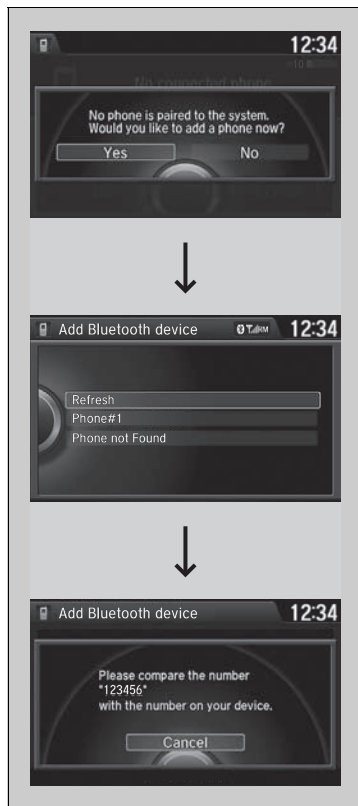 12:34
No connected phone
No phone is paired to the system.
Would you like to add a phone now?
Yes No
Add Bluetooth device 12:34
Refresh
Phone#1
Phone not Found
Add Bluetooth device 12:34
Please compare the number
"123456"
with the number on your device.
Cancel